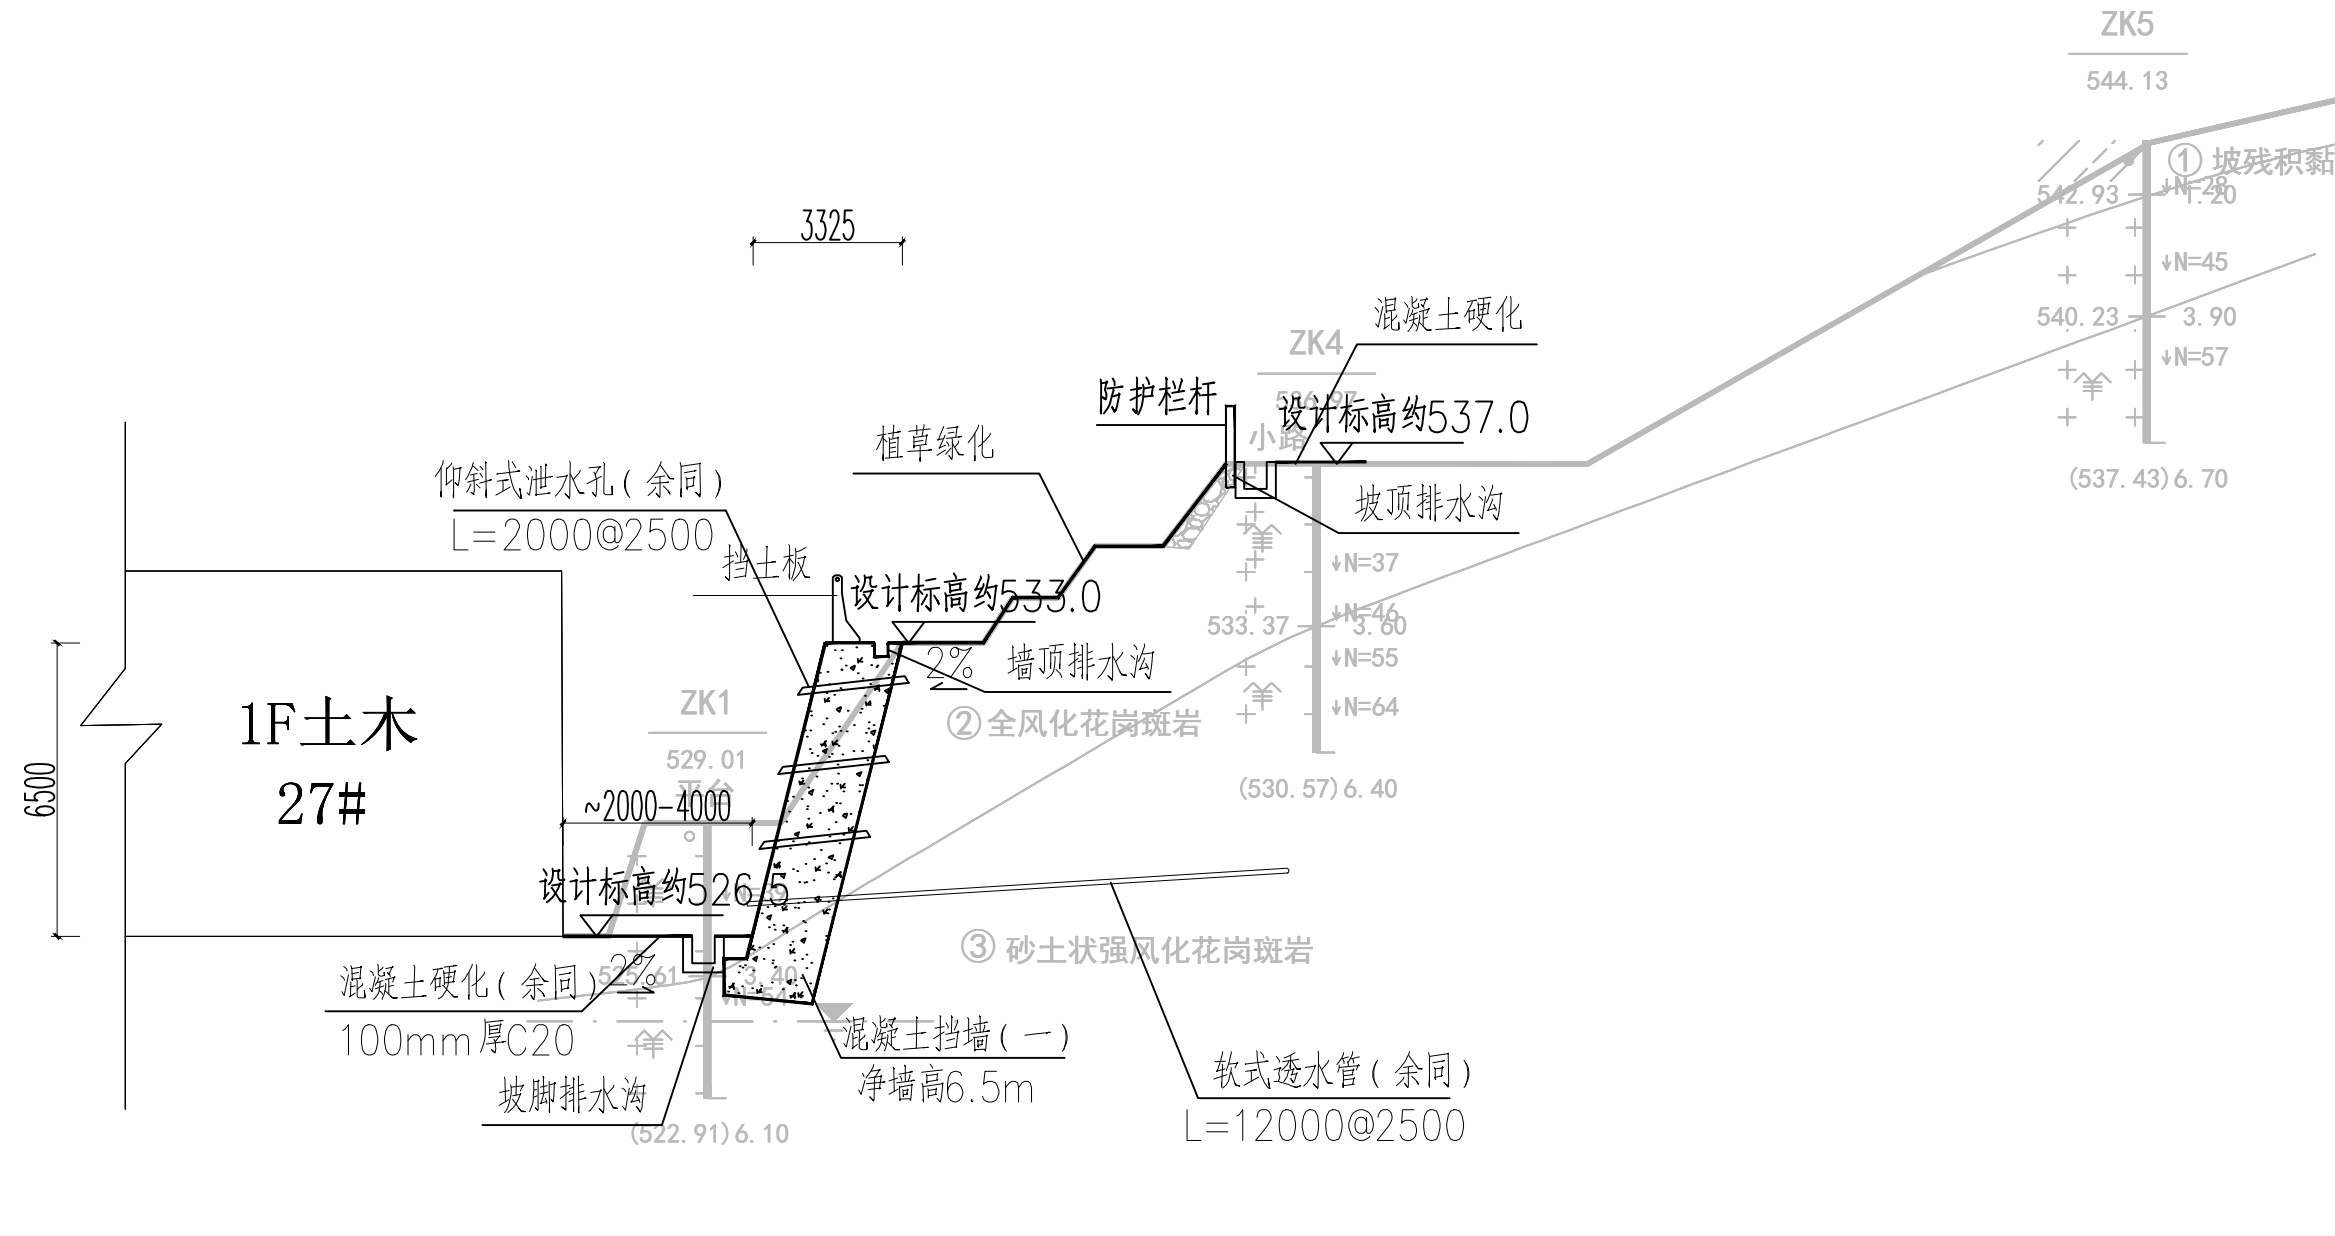 ZK5
544.13
① 坡残积黏
N=28
542.93
1.20
3325
N=45
混凝土硬化
540.23
3.90
ZK4
N=57
防护栏杆
536.97
设计标高约537.0
小路
植草绿化
仰斜式泄水孔(余同)
L=2000@2500
(537.43)6.70
坡顶排水沟
挡土板
N=37
设计标高约533.0
N=46
533.37
3.60
2%
墙顶排水沟
N=55
ZK1
N=64
②全风化花岗斑岩
1F土木
27#
529.01
平台
6500
~2000-4000
(530.57)6.40
设计标高约526.5
N=39
③ 砂土状强风化花岗斑岩
混凝土硬化(余同)
100mm厚C20
2%
525.61
3.40
N=54
混凝土挡墙(一)
净墙高6.5m
软式透水管(余同)
L=12000@2500
坡脚排水沟
(522.91)6.10